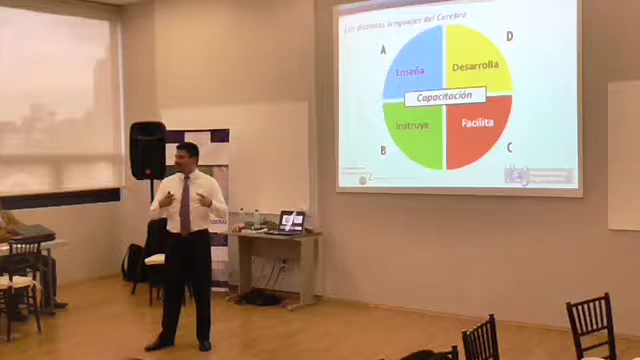 Los distintos lenguajes del Cerebro
A
D
Enseña
Desarrolla
Capacitación
Instruye
Facilita
B
C